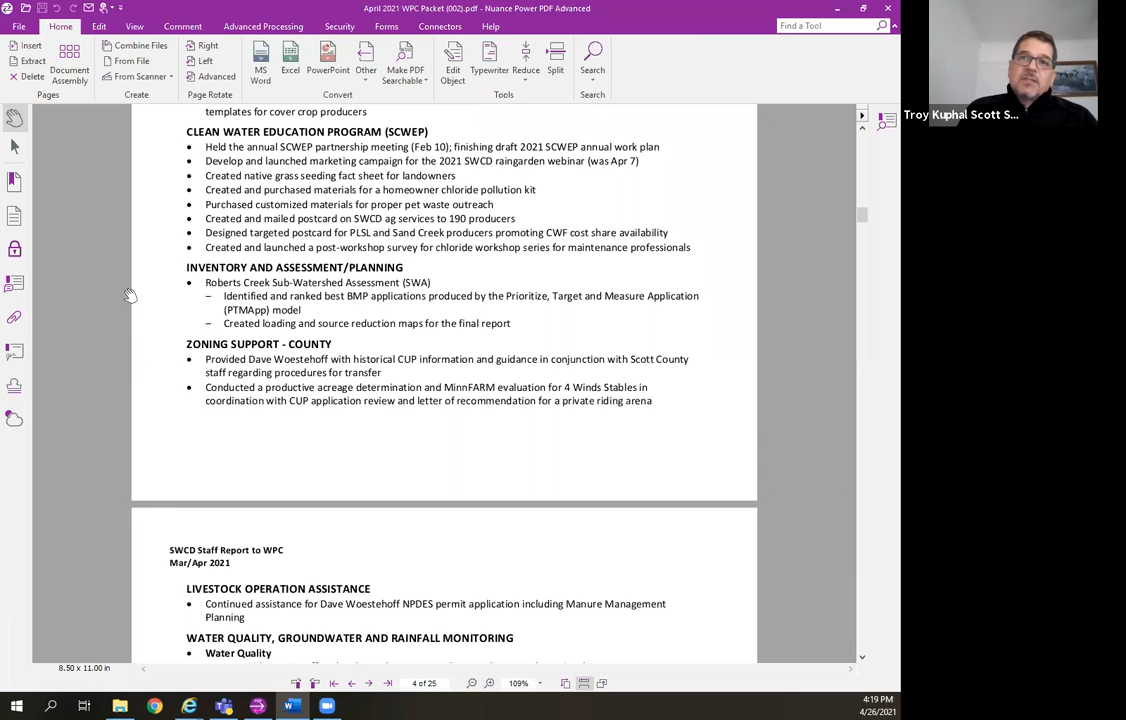 April 2021 WPC Packet (002).pdf - Nuance Power PDF Advanced
File Home Edit View Comment Advanced Processing Security Forms Connectors Help Find a Tool
Insert
Extract
Delete
Document
Assembly
Pages
Combine Files
From File
From Scanner
Create
Right
Left
Advanced
Page Rotate
MS
Word
Excel
PowerPoint
Other
Make PDF
Searchable
Convert
Edit
Object
Typewriter
Reduce
Split
Tools
Search
Search
Troy Kuphal Scott S...
templates for cover crop producers
CLEAN WATER EDUCATION PROGRAM (SCWEP)
• Held the annual SCWEP partnership meeting (Feb 10); finishing draft 2021 SCWEP annual work plan
• Develop and launched marketing campaign for the 2021 SWCD raingarden webinar (was Apr 7)
• Created native grass seeding fact sheet for landowners
• Created and purchased materials for a homeowner chloride pollution kit
• Purchased customized materials for proper pet waste outreach
• Created and mailed postcard on SWCD ag services to 190 producers
• Designed targeted postcard for PLSL and Sand Creek producers promoting CWF cost share availability
• Created and launched a post-workshop survey for chloride workshop series for maintenance professionals
INVENTORY AND ASSESSMENT/PLANNING
• Roberts Creek Sub-Watershed Assessment (SWA)
– Identified and ranked best BMP applications produced by the Prioritize, Target and Measure Application
(PTMApp) model
– Created loading and source reduction maps for the final report
ZONING SUPPORT - COUNTY
• Provided Dave Woestehoff with historical CUP information and guidance in conjunction with Scott County
staff regarding procedures for transfer
• Conducted a productive acreage determination and MinnFARM evaluation for 4 Winds Stables in
coordination with CUP application review and letter of recommendation for a private riding arena
SWCD Staff Report to WPC
Mar/Apr 2021
LIVESTOCK OPERATION ASSISTANCE
• Continued assistance for Dave Woestehoff NPDES permit application including Manure Management
Planning
WATER QUALITY, GROUNDWATER AND RAINFALL MONITORING
• Water Quality
8.50 x 11.00 in
4 of 25
109%
4:19 PM
4/26/2021